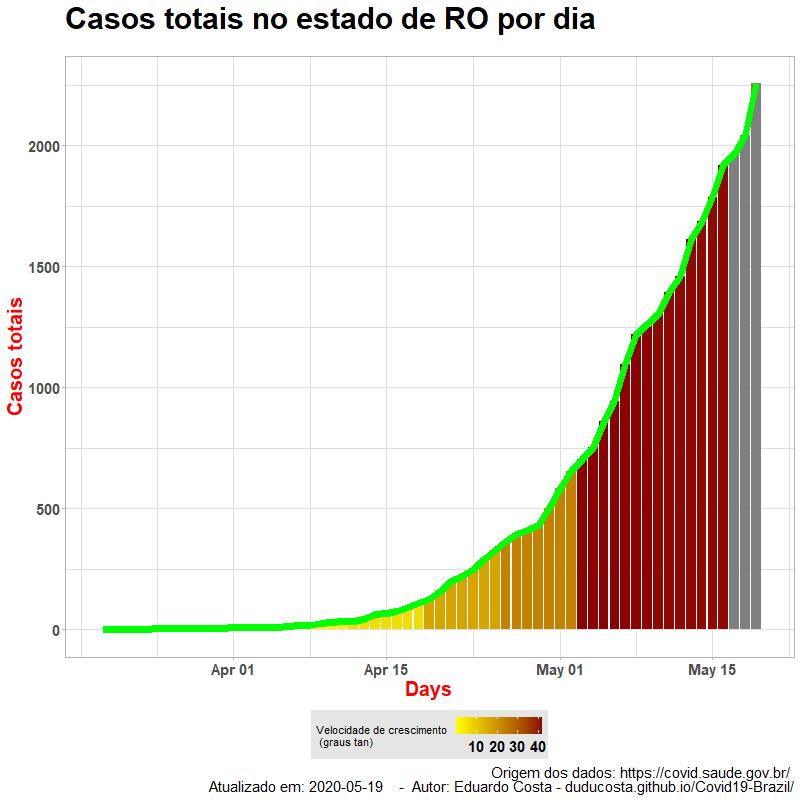 Casos totais no estado de RO por dia
Casos totais
2000
1500
1000
500
0
Apr 01 Apr 15 May 01 May 15
Days
Velocidade de crescimento
(graus tan)
10 20 30 40
Origem dos dados: https://covid.saude.gov.br/
Atualizado em: 2020-05-19 - Autor: Eduardo Costa - duducosta.github.io/Covid19-Brazil/